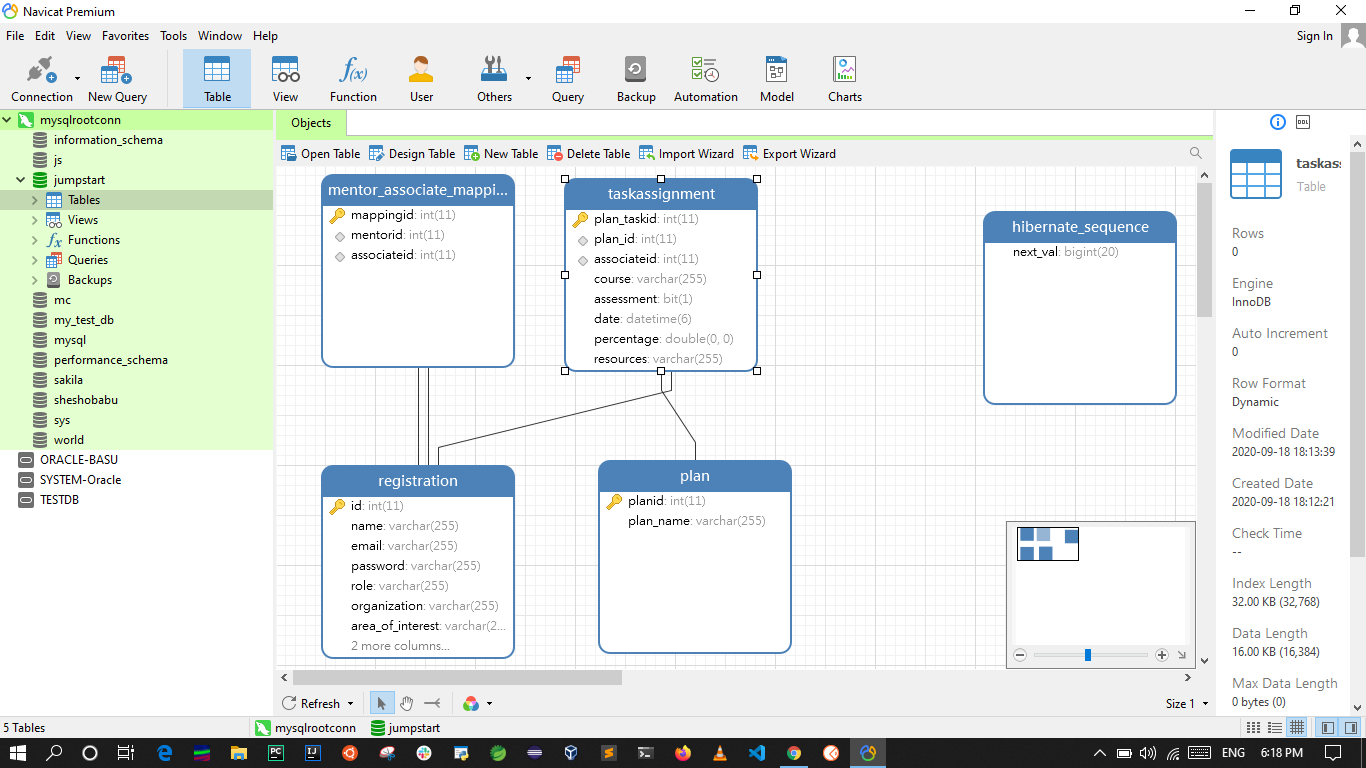 Navicat Premium
File Edit View Favorites Tools Window Help
Sign In
Connection New Query Table View Function User Others Query Backup Automation Model Charts
mysqlrootconn
information_schema
js
jumpstart
Tables
Views
Functions
Queries
Backups
mc
my_test_db
mysql
performance_schema
sakila
sheshobabu
sys
world
ORACLE-BASU
SYSTEM-Oracle
TESTDB
Objects
Open Table Design Table New Table Delete Table Import Wizard Export Wizard
mentor_associate_mappi...
mappingid: int(11)
mentorid: int(11)
associateid: int(11)
taskassignment
plan_taskid: int(11)
plan_id: int(11)
associateid: int(11)
course: varchar(255)
assessment: bit(1)
date: datetime(6)
percentage: double(0, 0)
resources: varchar(255)
hibernate_sequence
next_val: bigint(20)
registration
id: int(11)
name: varchar(255)
email: varchar(255)
password: varchar(255)
role: varchar(255)
organization: varchar(255)
area_of_interest: varchar(2...
2 more columns...
plan
planid: int(11)
plan_name: varchar(255)
DDL
taskas
Table
Rows
0
Engine
InnoDB
Auto Increment
0
Row Format
Dynamic
Modified Date
2020-09-18 18:13:39
Created Date
2020-09-18 18:12:21
Check Time
--
Index Length
32.00 KB (32,768)
Data Length
16.00 KB (16,384)
Max Data Length
0 bytes (0)
Refresh
Size 1
5 Tables
mysqlrootconn
jumpstart
PC
IJ
ENG
6:18 PM